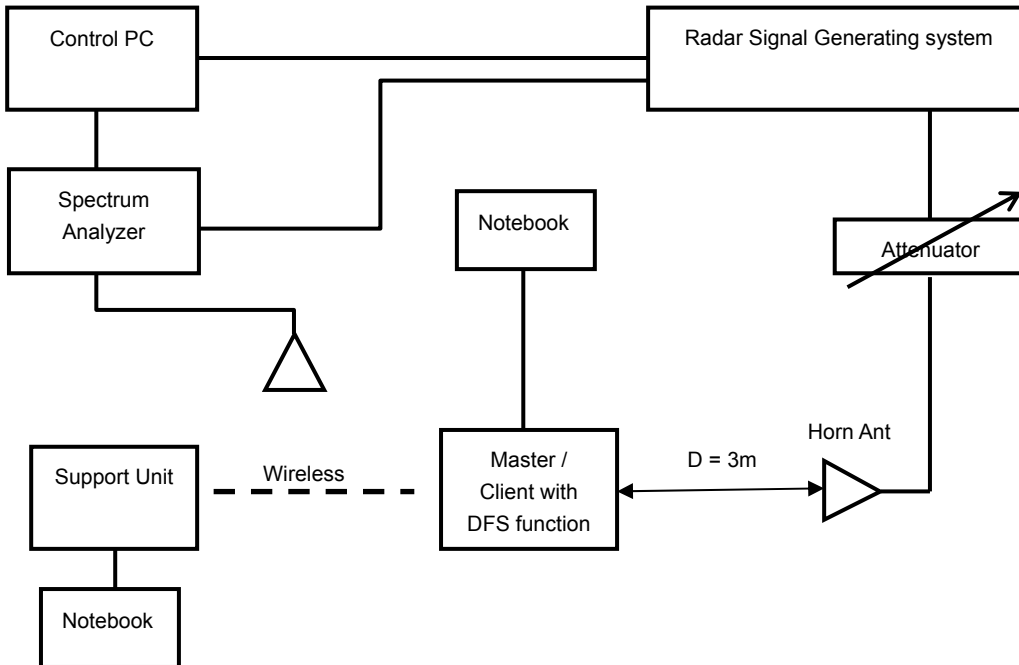 Control PC
Radar Signal Generating system
Spectrum
Analyzer
Notebook
Attenuator
Horn Ant
D = 3m
Master /
Client with
DFS function
Wireless
Support Unit
Notebook